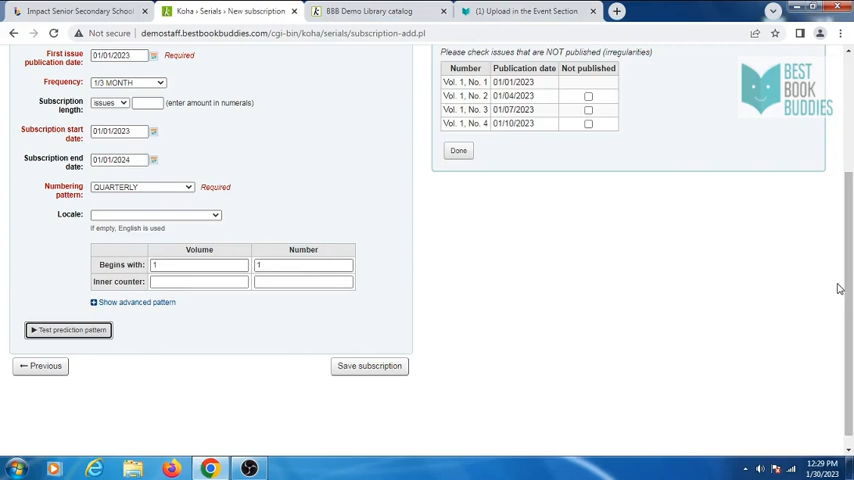 Impact Senior Secondary School
Koha › Serials › New subscription
BBB Demo Library catalog
(1) Upload in the Event Section
demostaff.bestbookbuddies.com/cgi-bin/koha/serials/subscription-add.pl
First issue publication date:
01/01/2023
Required
Frequency:
1/3 MONTH
Subscription length:
issues
(enter amount in numerals)
Subscription start date:
01/01/2023
Subscription end date:
01/01/2024
Numbering pattern:
QUARTERLY
Required
Locale:
If empty, English is used
Volume Number
Begins with: 1 1
Inner counter:
Show advanced pattern
Test prediction pattern
← Previous
Save subscription
Please check issues that are NOT published (irregularities)
Number Publication date Not published
Vol. 1, No. 1 01/01/2023
Vol. 1, No. 2 01/04/2023
Vol. 1, No. 3 01/07/2023
Vol. 1, No. 4 01/10/2023
Done
BEST
BOOK
BUDDIES
12:29 PM
1/30/2023